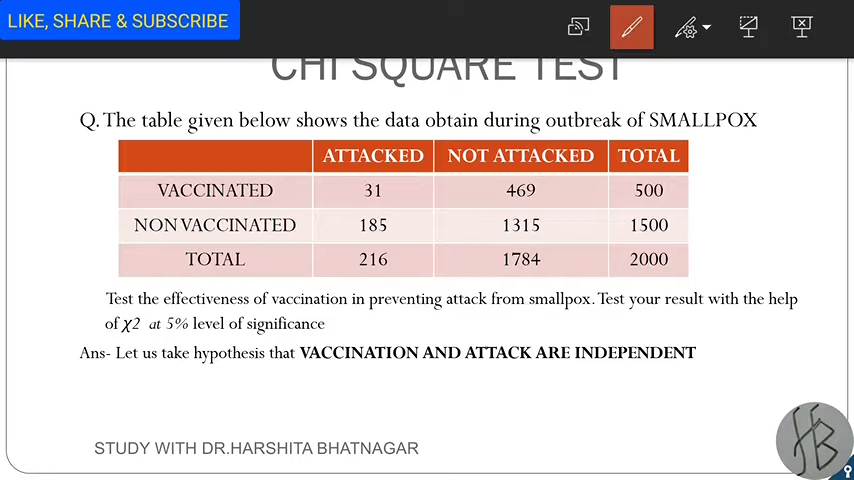 LIKE, SHARE & SUBSCRIBE
CHI SQUARE TEST
Q. The table given below shows the data obtain during outbreak of SMALLPOX
ATTACKED NOT ATTACKED TOTAL
VACCINATED 31 469 500
NON VACCINATED 185 1315 1500
TOTAL 216 1784 2000
Test the effectiveness of vaccination in preventing attack from smallpox. Test your result with the help
of χ2 at 5% level of significance
Ans- Let us take hypothesis that VACCINATION AND ATTACK ARE INDEPENDENT
STUDY WITH DR.HARSHITA BHATNAGAR
HB